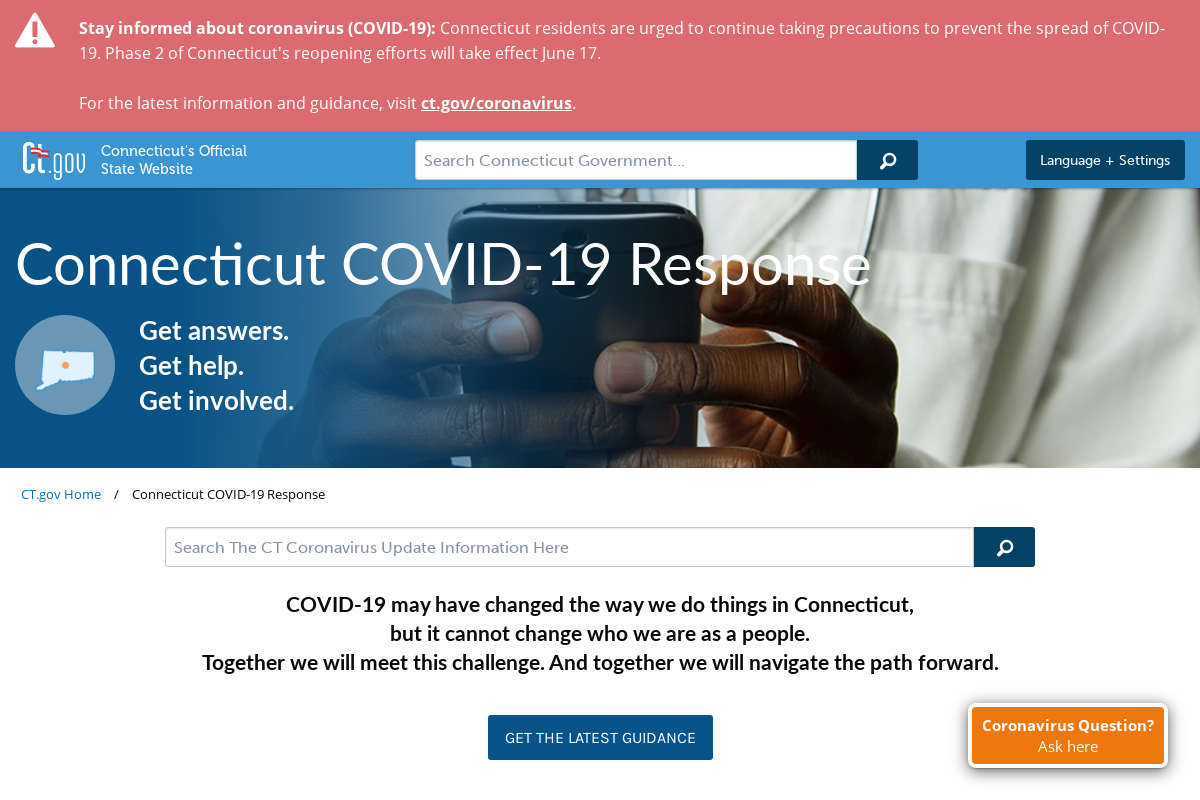 Stay informed about coronavirus (COVID-19): Connecticut residents are urged to continue taking precautions to prevent the spread of COVID-
19. Phase 2 of Connecticut's reopening efforts will take effect June 17.
For the latest information and guidance, visit ct.gov/coronavirus.
Ct.gov
Connecticut's Official
State Website
Search Connecticut Government...
Language + Settings
Connecticut COVID-19 Response
Get answers.
Get help.
Get involved.
CT.gov Home / Connecticut COVID-19 Response
Search The CT Coronavirus Update Information Here
COVID-19 may have changed the way we do things in Connecticut,
but it cannot change who we are as a people.
Together we will meet this challenge. And together we will navigate the path forward.
GET THE LATEST GUIDANCE
Coronavirus Question?
Ask here